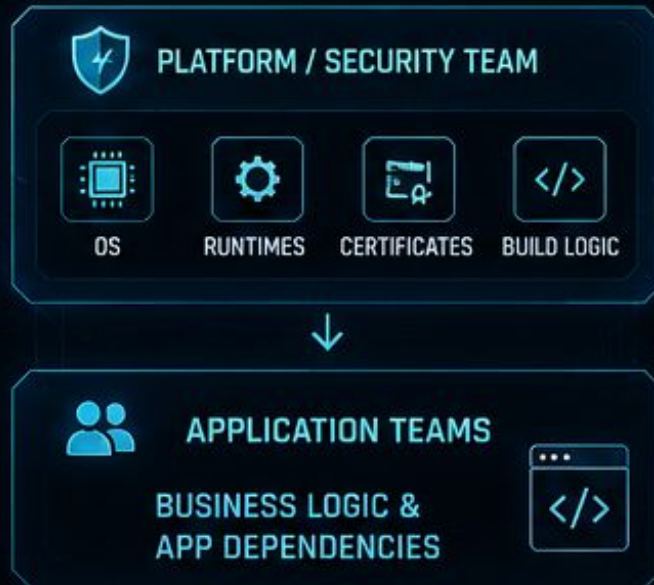 PLATFORM / SECURITY TEAM
OS
RUNTIMES
CERTIFICATES
BUILD LOGIC
APPLICATION TEAMS
BUSINESS LOGIC &
APP DEPENDENCIES